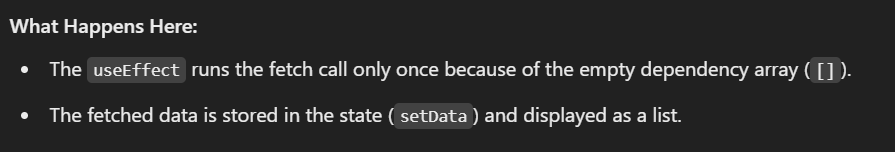 What Happens Here:
• The useEffect runs the fetch call only once because of the empty dependency array ([]).
• The fetched data is stored in the state (setData) and displayed as a list.